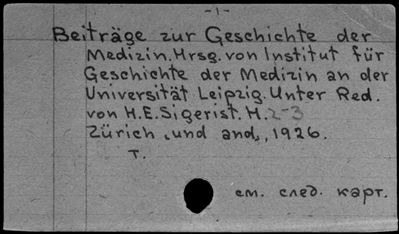 -1-
Beiträge zur Geschichte der
Medizin. Hrsg. von Institut für
Geschichte der Medizin an der
Universität Leipzig. Unter Red.
von H.E. Sigerist. H. 2-3
Zürich „und and„, 1926.
T.
см. след. карт.